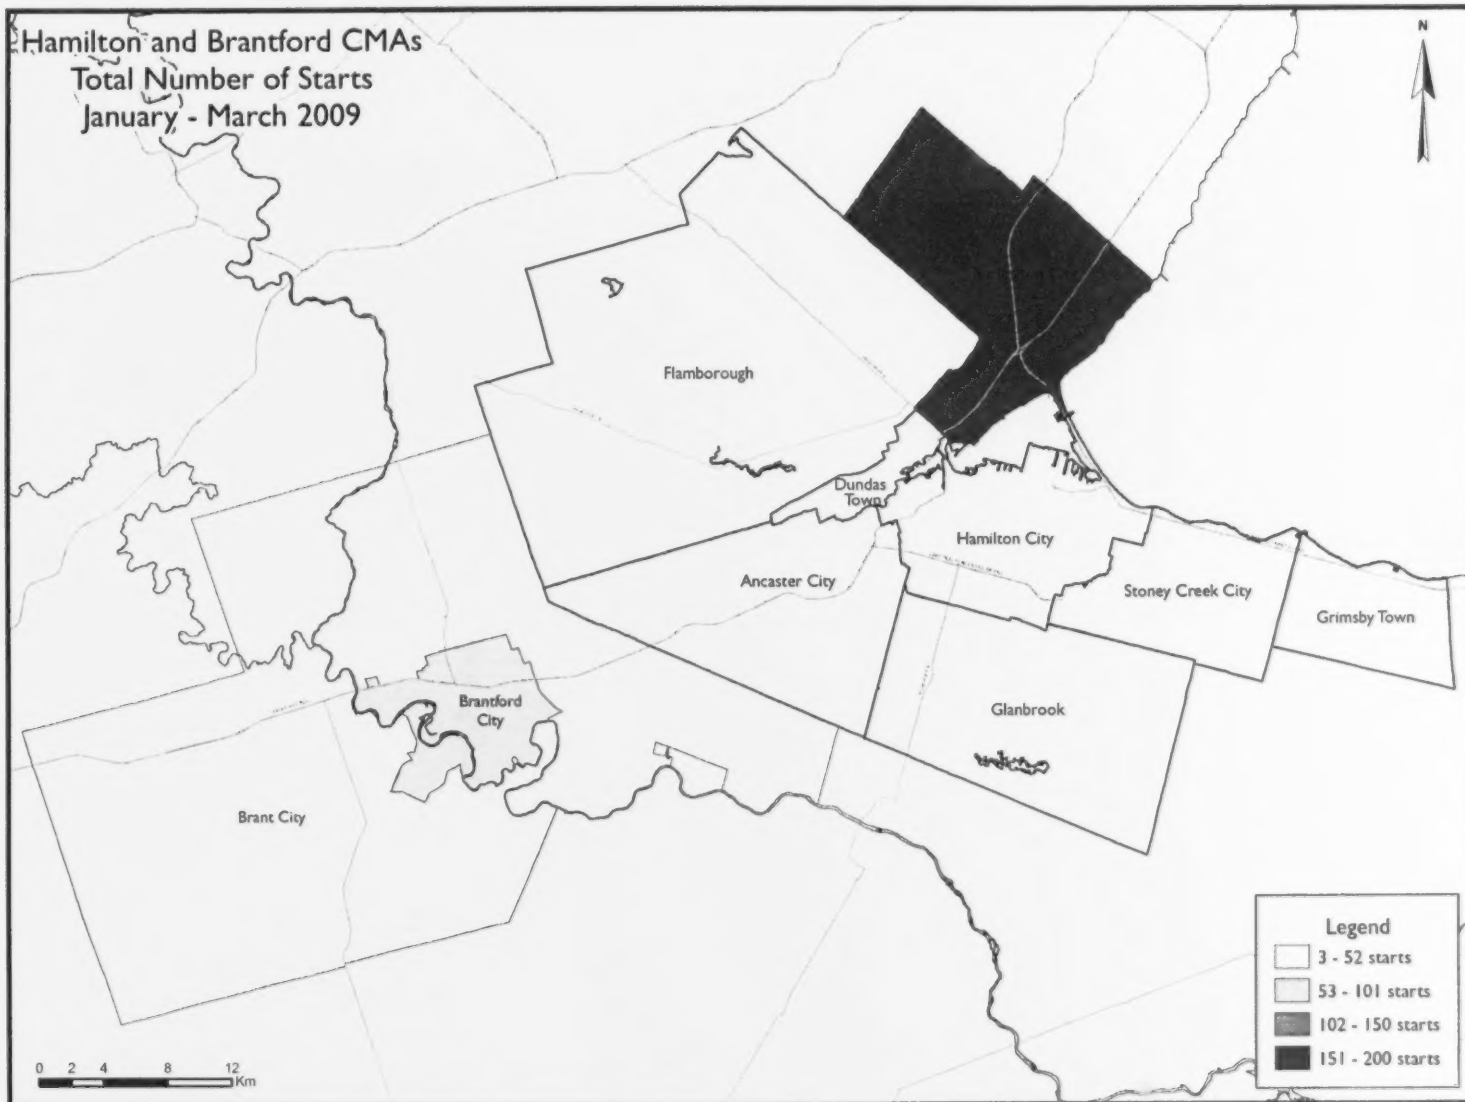 Hamilton and Brantford CMAs
Total Number of Starts
January - March 2009
N
Flamborough
Dundas
Town
Hamilton City
Ancaster City
Stoney Creek City
Grimsby Town
Brantford
City
Glanbrook
Brant City
Legend
3 - 52 starts
53 - 101 starts
102 - 150 starts
151 - 200 starts
0 2 4 8 12
Km